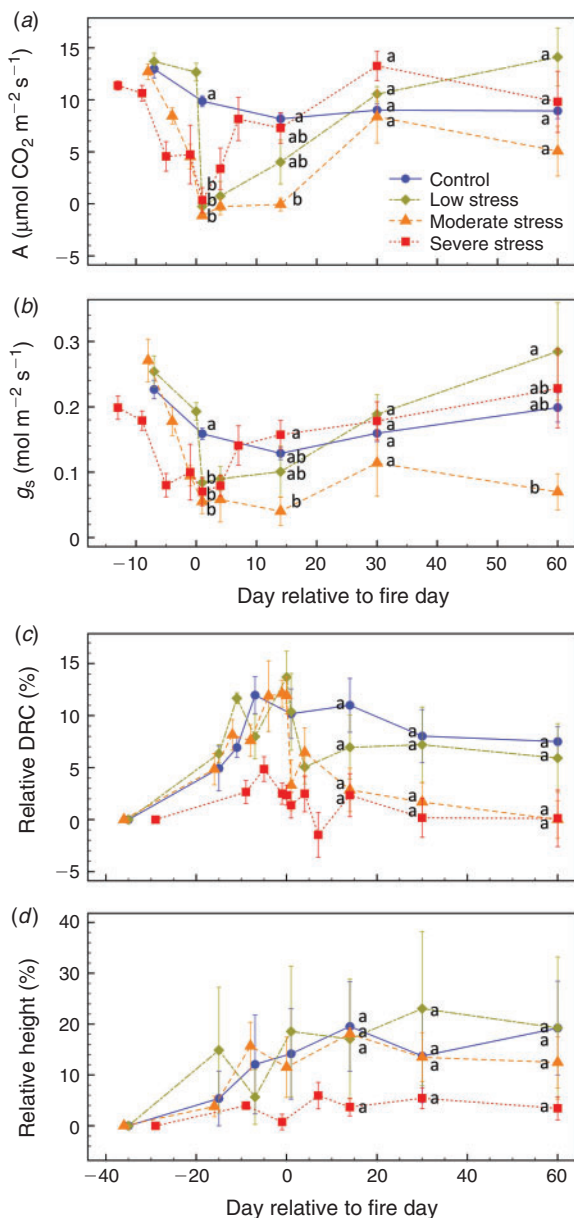 (a)
15
10
5
0
−5
A (μmol CO2 m−2 s−1)
a
b
b
b
a
ab
ab
b
a
a
a
a
a
a
a
a
Control
Low stress
Moderate stress
Severe stress
(b)
0.3
0.2
0.1
0
gs (mol m−2 s−1)
a
b
b
b
a
ab
ab
b
a
a
a
a
a
ab
ab
b
−10 0 10 20 30 40 50 60
Day relative to fire day
(c)
15
10
5
0
−5
Relative DRC (%)
a
a
a
a
a
a
a
a
a
a
a
a
(d)
40
30
20
10
0
Relative height (%)
a
a
a
a
a
a
a
a
a
a
a
a
−40 −20 0 20 40 60
Day relative to fire day